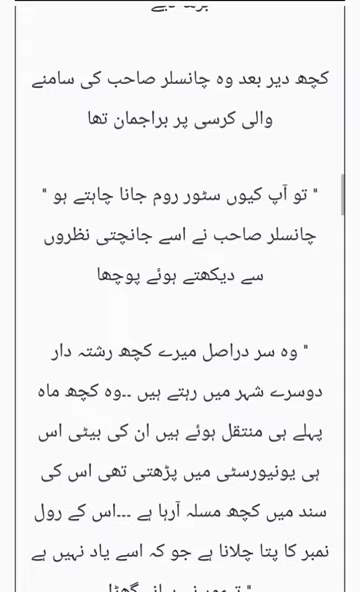 کچھ دیر بعد وہ چانسلر صاحب کی سامنے
والی کرسی پر براجمان تھا
" تو آپ کیوں سٹور روم جانا چاہتے ہو "
چانسلر صاحب نے اسے جانچتی نظروں
سے دیکھتے ہوئے پوچھا
" وہ سر دراصل میرے کچھ رشتہ دار
دوسرے شہر میں رہتے ہیں ..وہ کچھ ماہ
پہلے ہی منتقل ہوئے ہیں ان کی بیٹی اس
ہی یونیورسٹی میں پڑھتی تھی اس کی
سند میں کچھ مسلہ آرہا ہے ...اس کے رول
نمبر کا پتا چلانا ہے جو کہ اسے یاد نہیں ہے